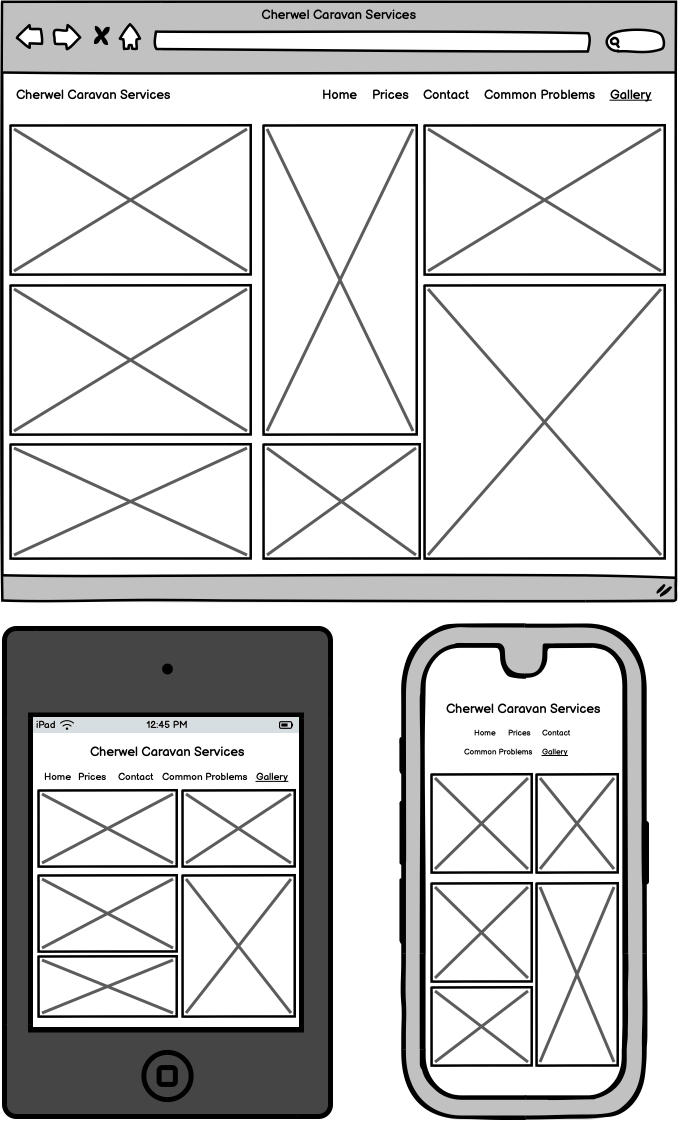 Cherwel Caravan Services
Cherwel Caravan Services Home Prices Contact Common Problems Gallery
iPad 12:45 PM
Cherwel Caravan Services
Home Prices Contact Common Problems Gallery
Cherwel Caravan Services
Home Prices Contact
Common Problems Gallery